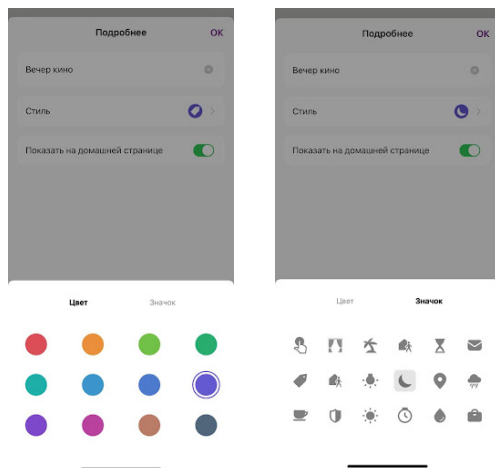 Подробнее
OK
Вечер кино
Стиль
Показать на домашней странице
Цвет
Значок
Подробнее
OK
Вечер кино
Стиль
Показать на домашней странице
Цвет
Значок